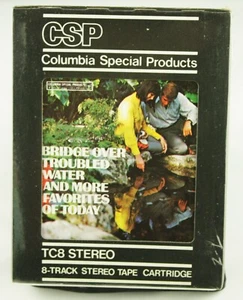 CSP
Columbia Special Products
BRIDGE OVER
TROUBLED
WATER
AND MORE
FAVORITES
OF TODAY
TC8 STEREO
8-TRACK STEREO TAPE CARTRIDGE